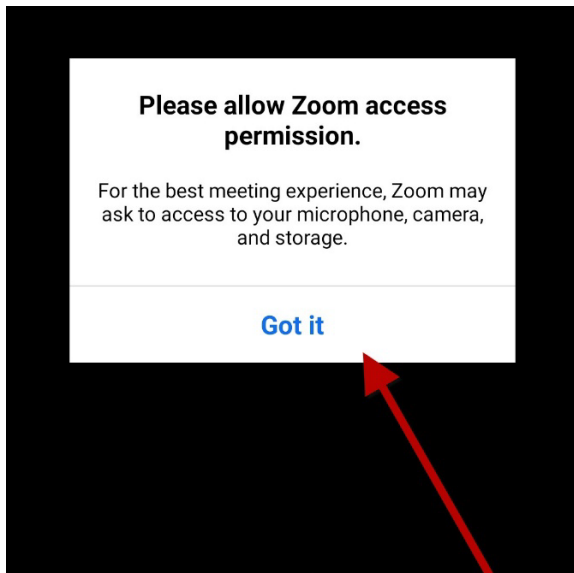 Please allow Zoom access
permission.
For the best meeting experience, Zoom may
ask to access to your microphone, camera,
and storage.
Got it